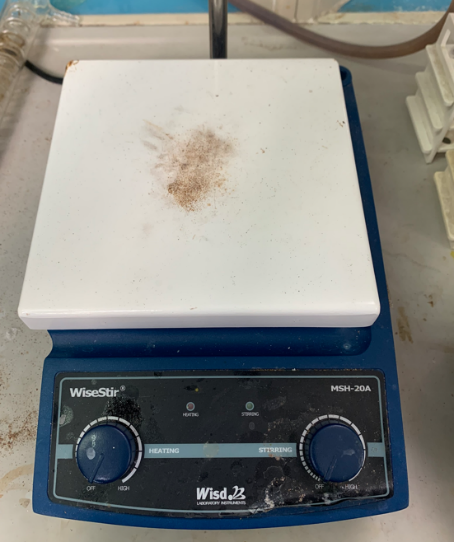 WiseStir®
MSH-20A
HEATING
STIRRING
HEATING
STIRRING
OFF
HIGH
OFF
HIGH
Wisd
LABORATORY INSTRUMENTS